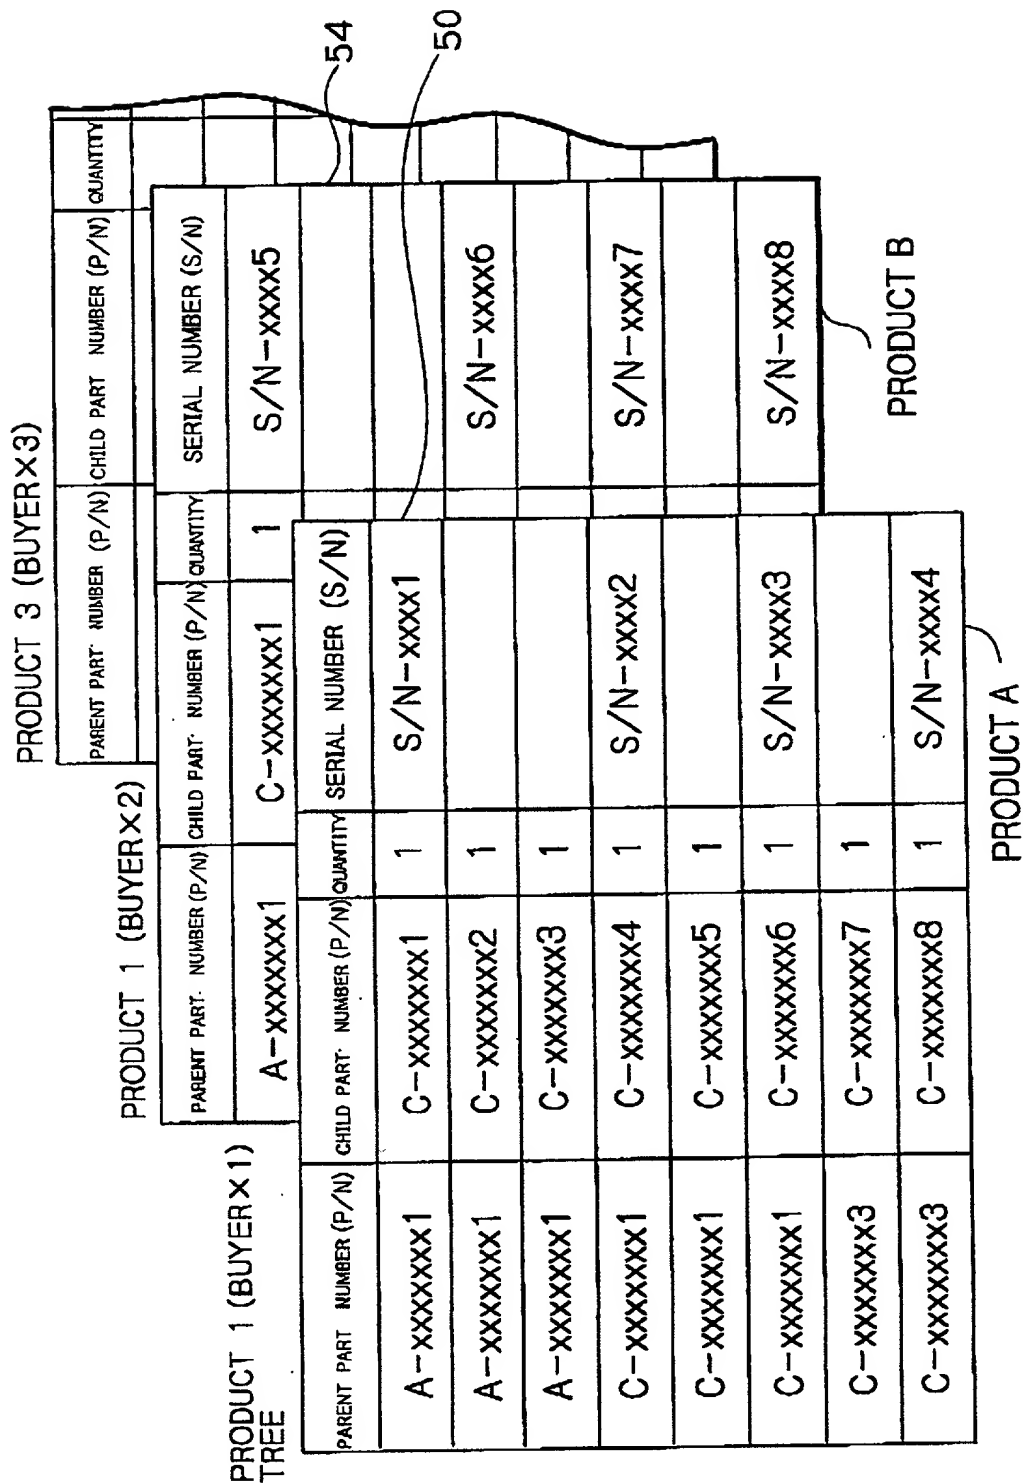 PRODUCT 3 (BUYER×3)
PARENT PART NUMBER (P/N) CHILD PART NUMBER (P/N) QUANTITY
PRODUCT 1 (BUYER×2)
PARENT PART NUMBER (P/N) CHILD PART NUMBER (P/N) QUANTITY SERIAL NUMBER (S/N)
A-xxxxxxx1 C-xxxxxxx1 1 S/N-xxxx5
S/N-xxxx6
S/N-xxxx7
S/N-xxxx8
54
PRODUCT B
PRODUCT 1 (BUYER×1)
TREE
PARENT PART NUMBER (P/N) CHILD PART NUMBER (P/N) QUANTITY SERIAL NUMBER (S/N)
A-xxxxxxx1 C-xxxxxxx1 1 S/N-xxxx1
A-xxxxxxx1 C-xxxxxxx2 1
A-xxxxxxx1 C-xxxxxxx3 1
C-xxxxxxx1 C-xxxxxxx4 1 S/N-xxxx2
C-xxxxxxx1 C-xxxxxxx5 1
C-xxxxxxx1 C-xxxxxxx6 1 S/N-xxxx3
C-xxxxxxx3 C-xxxxxxx7 1
C-xxxxxxx3 C-xxxxxxx8 1 S/N-xxxx4
50
PRODUCT A